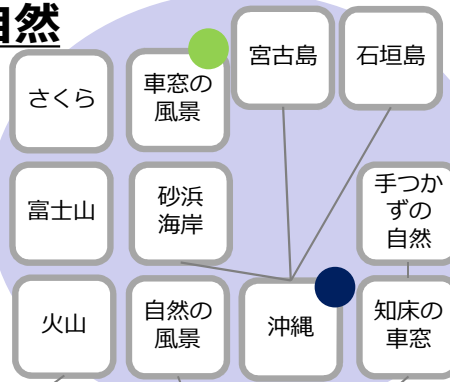 自然
さくら
車窓の
風景
宮古島
石垣島
富士山
砂浜
海岸
手つか
ずの
自然
火山
自然の
風景
沖縄
知床の
車窓